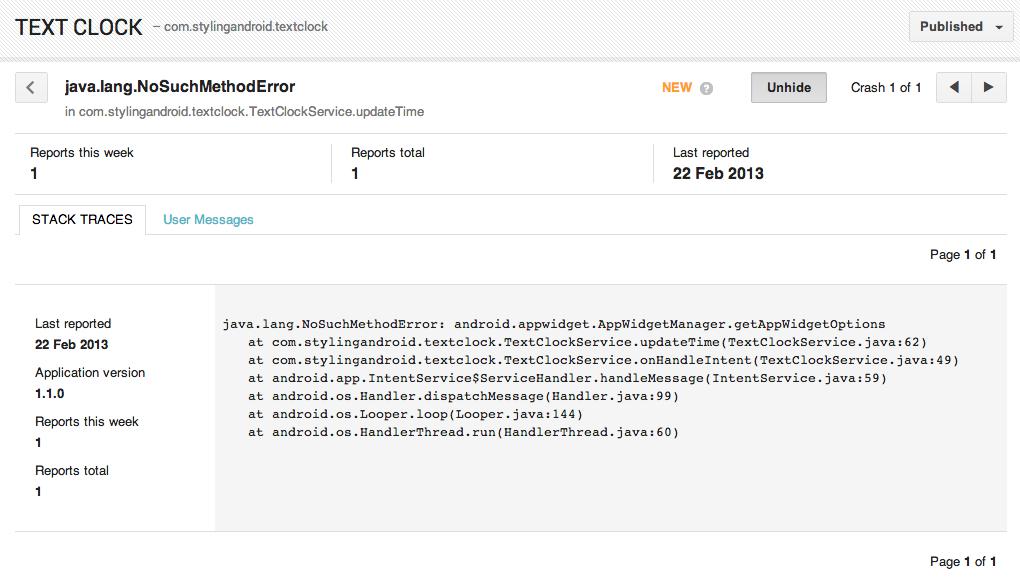 TEXT CLOCK – com.stylingandroid.textclock Published
java.lang.NoSuchMethodError NEW ? Unhide Crash 1 of 1
in com.stylingandroid.textclock.TextClockService.updateTime
Reports this week Reports total Last reported
1 1 22 Feb 2013
STACK TRACES User Messages
Page 1 of 1
Last reported
22 Feb 2013
Application version
1.1.0
Reports this week
1
Reports total
1
java.lang.NoSuchMethodError: android.appwidget.AppWidgetManager.getAppWidgetOptions
at com.stylingandroid.textclock.TextClockService.updateTime(TextClockService.java:62)
at com.stylingandroid.textclock.TextClockService.onHandleIntent(TextClockService.java:49)
at android.app.IntentService$ServiceHandler.handleMessage(IntentService.java:59)
at android.os.Handler.dispatchMessage(Handler.java:99)
at android.os.Looper.loop(Looper.java:144)
at android.os.HandlerThread.run(HandlerThread.java:60)
Page 1 of 1